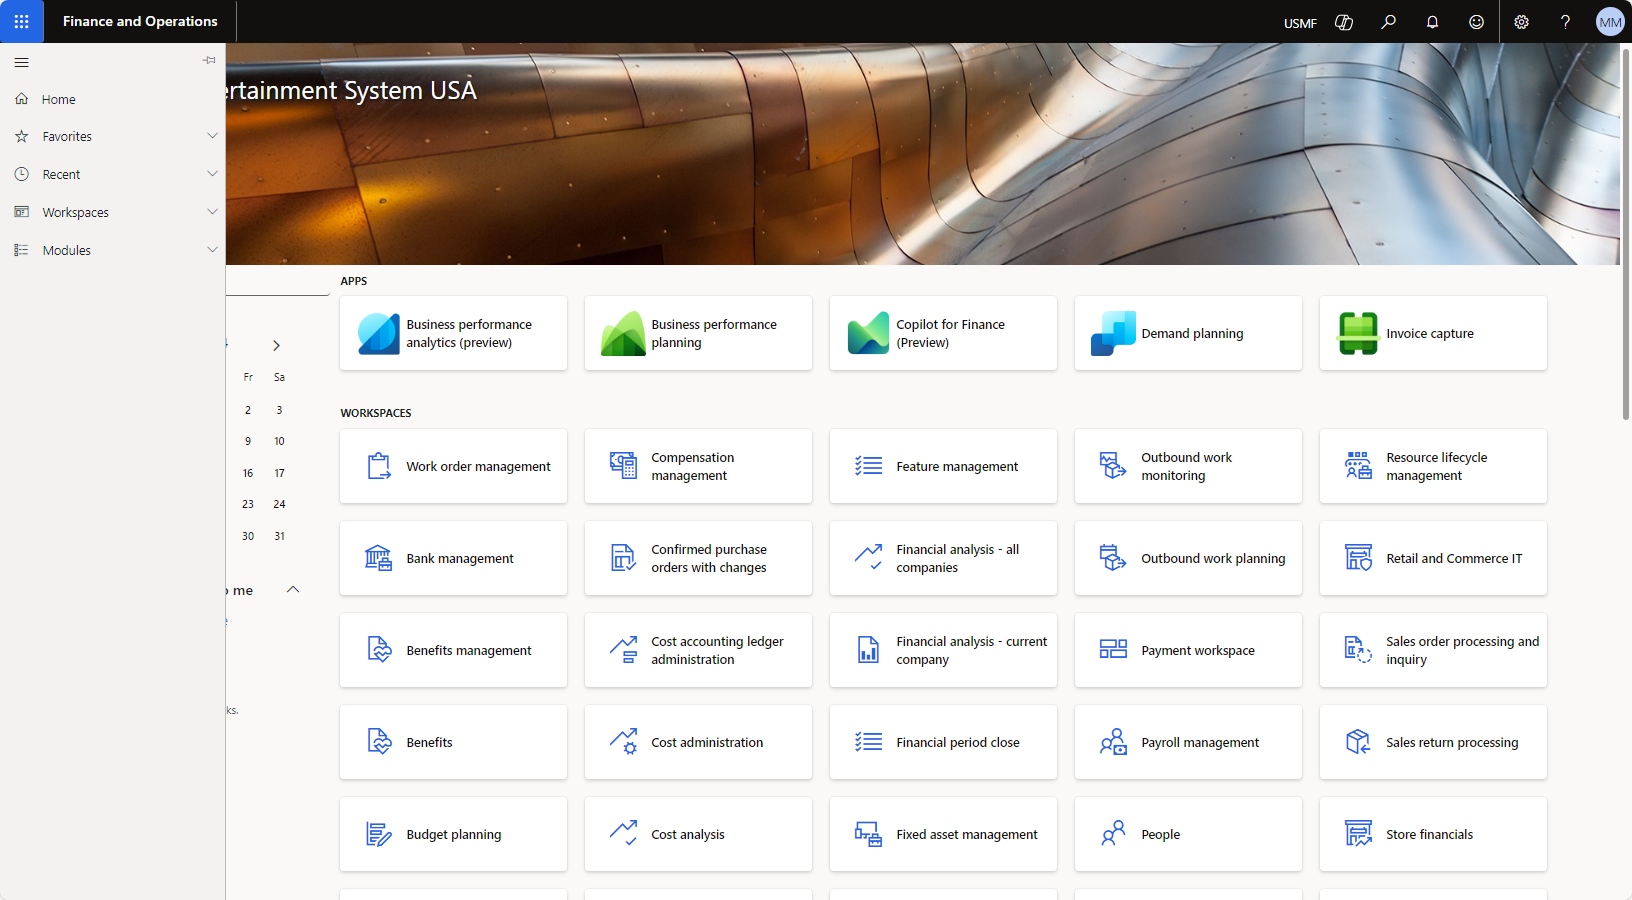 Finance and Operations
USMF
MM
Home
Favorites
Recent
Workspaces
Modules
ertainment System USA
APPS
Business performance
analytics (preview)
Business performance
planning
Copilot for Finance
(Preview)
Demand planning
Invoice capture
Fr Sa
2 3
9 10
16 17
23 24
30 31
me
ks.
WORKSPACES
Work order management
Compensation
management
Feature management
Outbound work
monitoring
Resource lifecycle
management
Bank management
Confirmed purchase
orders with changes
Financial analysis - all
companies
Outbound work planning
Retail and Commerce IT
Benefits management
Cost accounting ledger
administration
Financial analysis - current
company
Payment workspace
Sales order processing and
inquiry
Benefits
Cost administration
Financial period close
Payroll management
Sales return processing
Budget planning
Cost analysis
Fixed asset management
People
Store financials